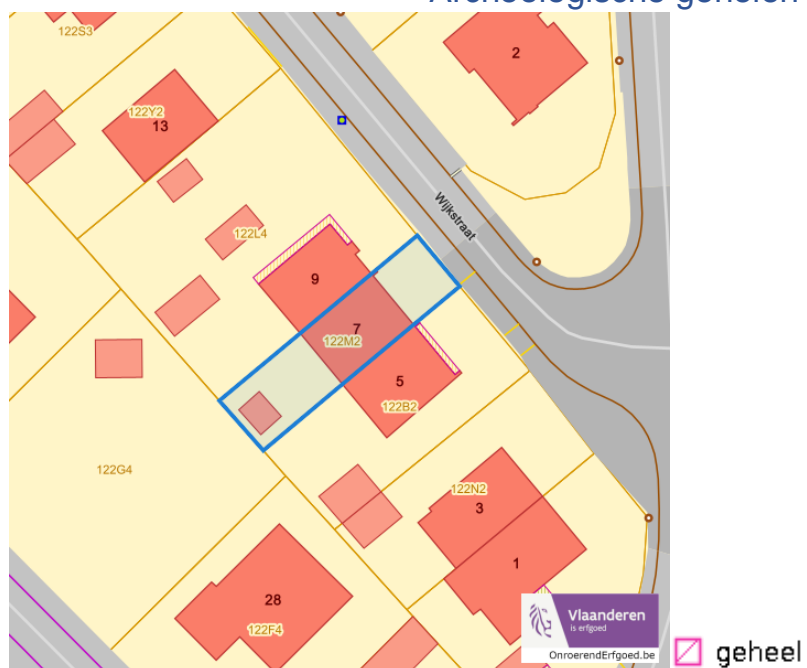 Archeologische gehelen
122S3
2
122Y2
13
Wijkstraat
122L4
9
7
122M2
5
122B2
122G4
122N2
3
1
28
122F4
Vlaanderen
is erfgoed
OnroerendErfgoed.be
geheel